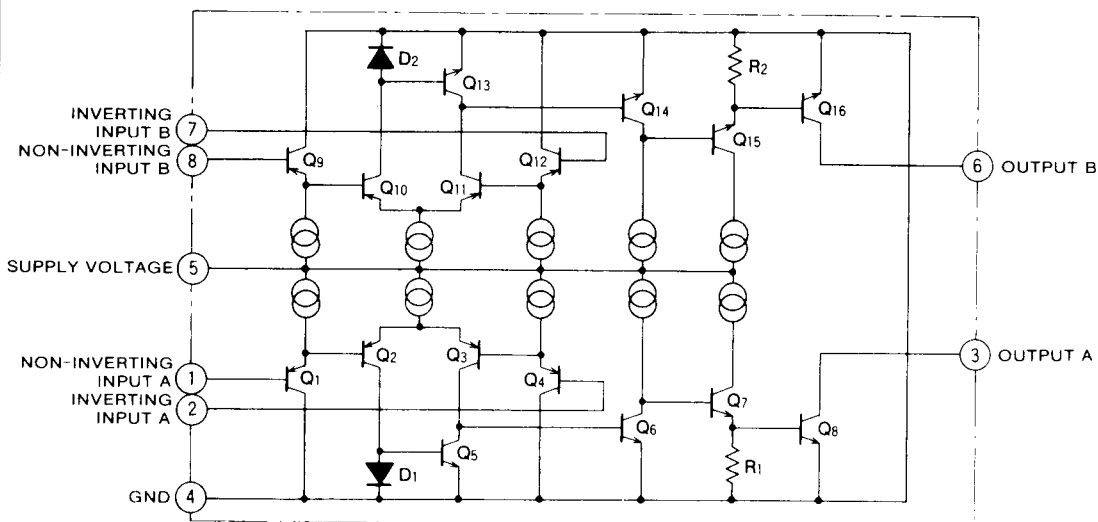 D2
Q13
R2
INVERTING
INPUT B
7
Q14
Q16
NON-INVERTING
INPUT B
8
Q9
Q12
Q15
6 OUTPUT B
Q10
Q11
SUPPLY VOLTAGE 5
Q2
Q3
3 OUTPUT A
NON-INVERTING
INPUT A
1
Q1
Q4
INVERTING
INPUT A
2
Q7
Q6
Q8
Q5
D1
R1
GND 4